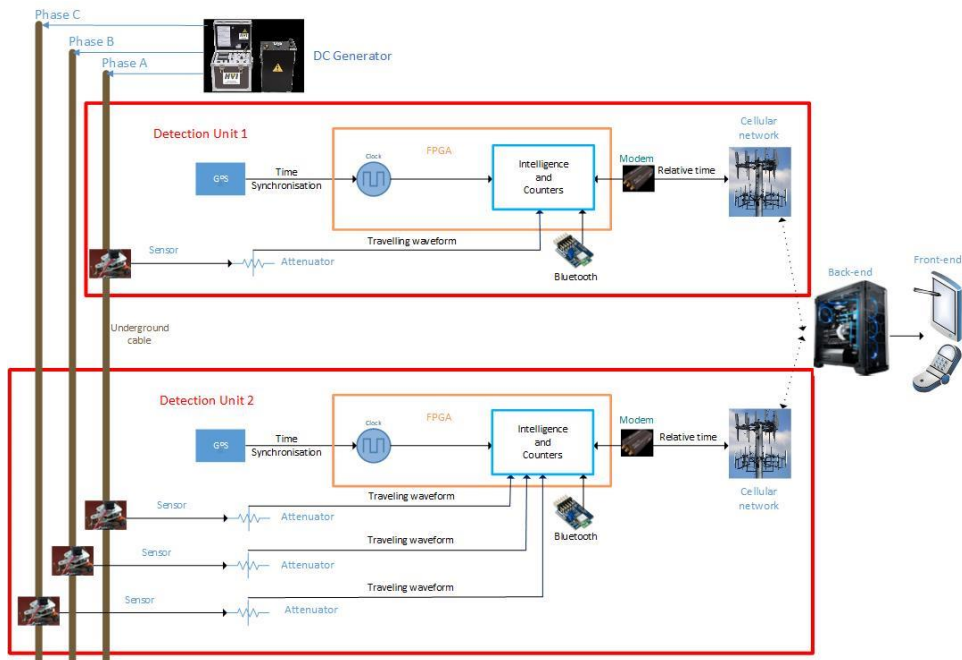 Phase C
Phase B
Phase A
DC Generator
HVI
Detection Unit 1
Cellular
network
FPGA
Clock
GPS
Time
Synchronisation
Intelligence
and
Counters
Modem
Relative time
Travelling waveform
Sensor
Attenuator
Bluetooth
Back-end
Front-end
Underground
cable
Detection Unit 2
FPGA
Clock
GPS
Time
Synchronisation
Intelligence
and
Counters
Modem
Relative time
Cellular
network
Traveling waveform
Sensor
Attenuator
Bluetooth
Traveling waveform
Sensor
Attenuator
Traveling waveform
Sensor
Attenuator